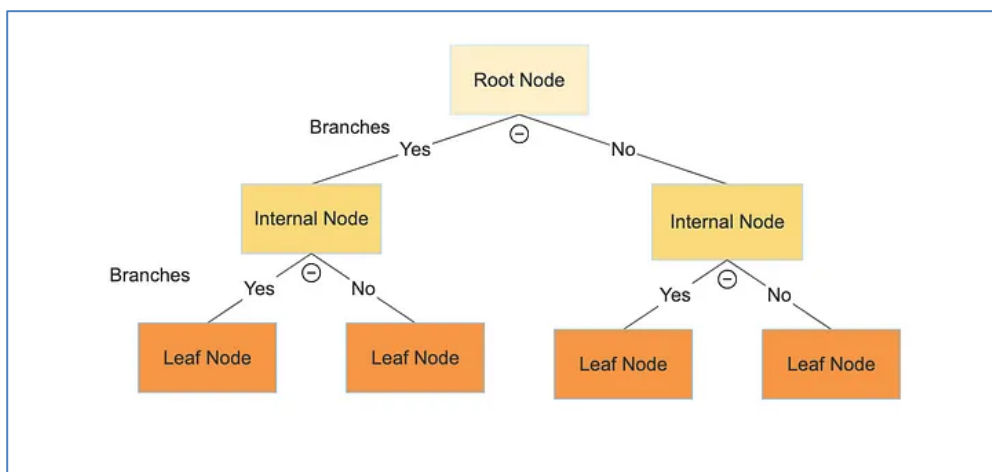 Root Node
Branches
Yes
No
Internal Node
Internal Node
Branches
Yes
No
Yes
No
Leaf Node
Leaf Node
Leaf Node
Leaf Node